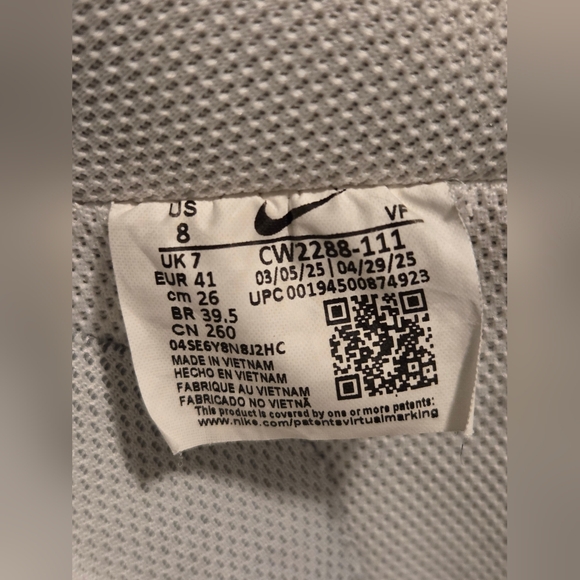 US VF
8
UK 7 CW2288-111
EUR 41 03/05/25 | 04/29/25
cm 26 UPC 00194500874923
BR 39.5
CN 260
04SE6Y8N8J2HC
MADE IN VIETNAM
HECHO EN VIETNAM
FABRIQUE AU VIETNAM
FABRICADO NO VIETNÃ
This product is covered by one or more patents:
www.nike.com/patentsvirtualmarking